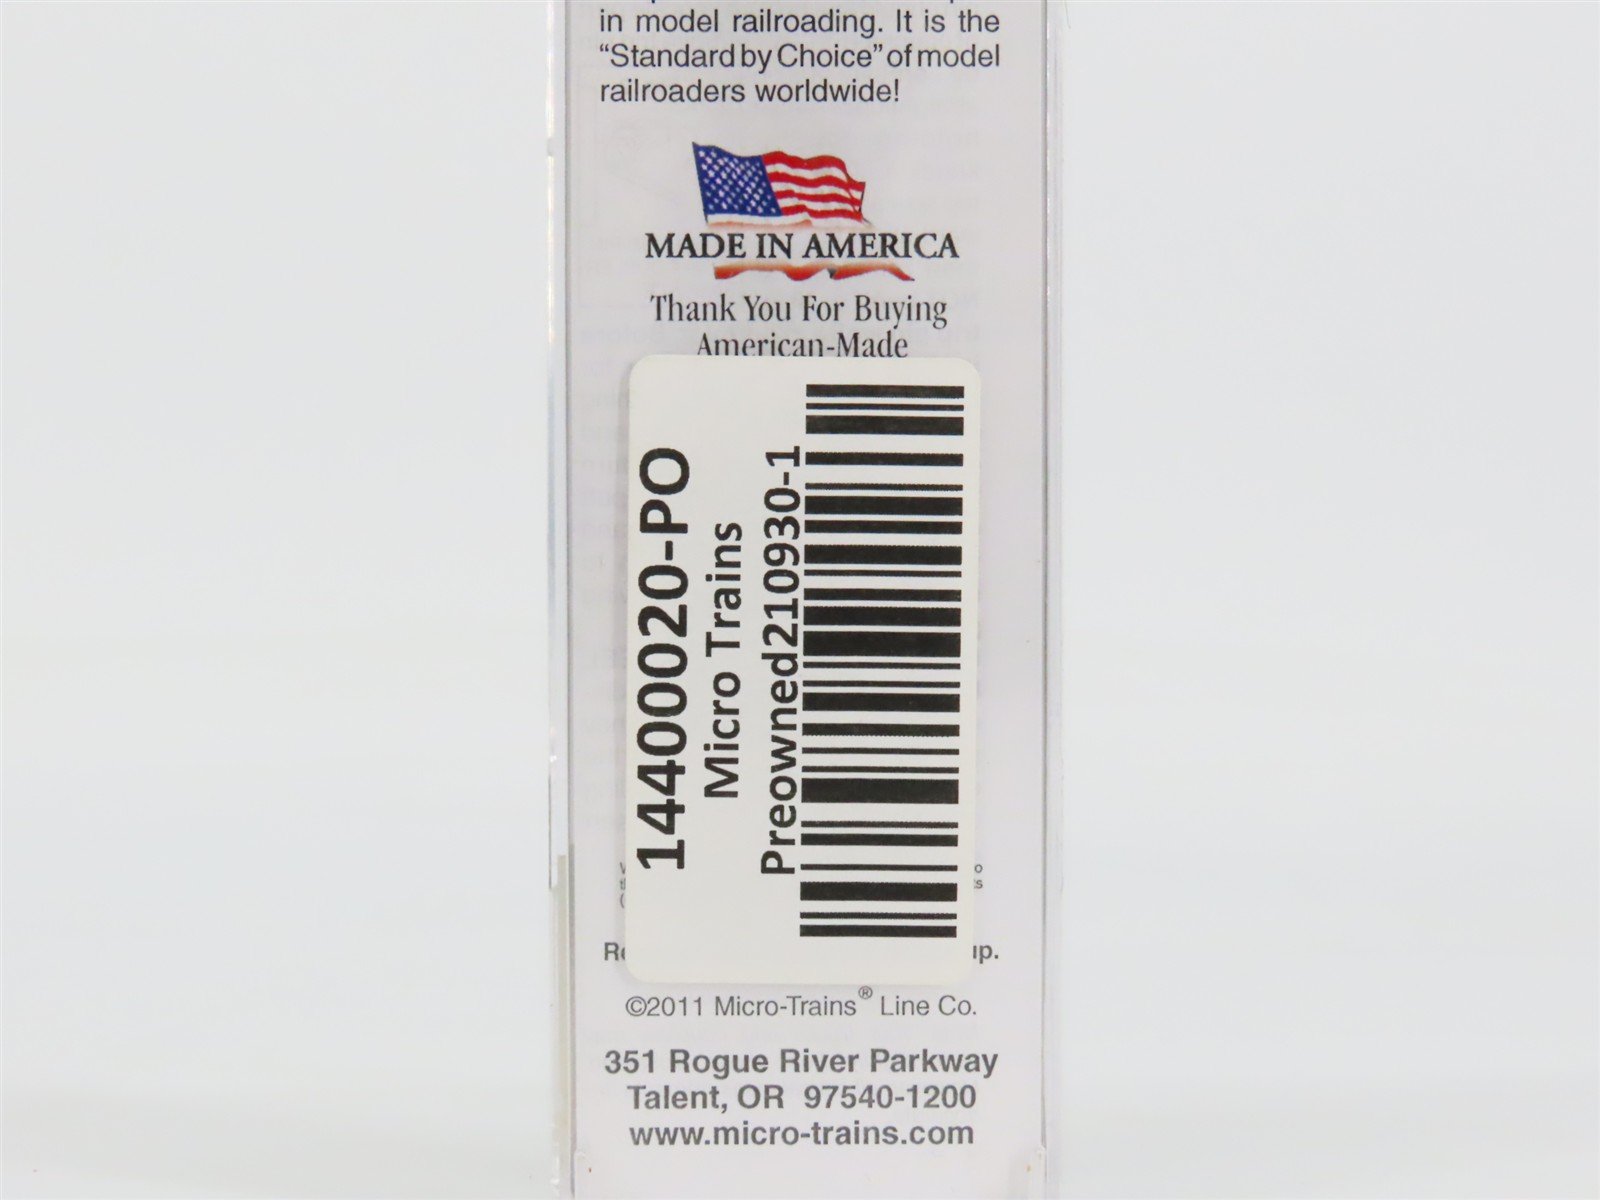 in model railroading. It is the
“Standard by Choice” of model
railroaders worldwide!
MADE IN AMERICA
Thank You For Buying
American-Made
14400020-PO
Micro Trains
Preowned210930-1
©2011 Micro-Trains® Line Co.
351 Rogue River Parkway
Talent, OR 97540-1200
www.micro-trains.com